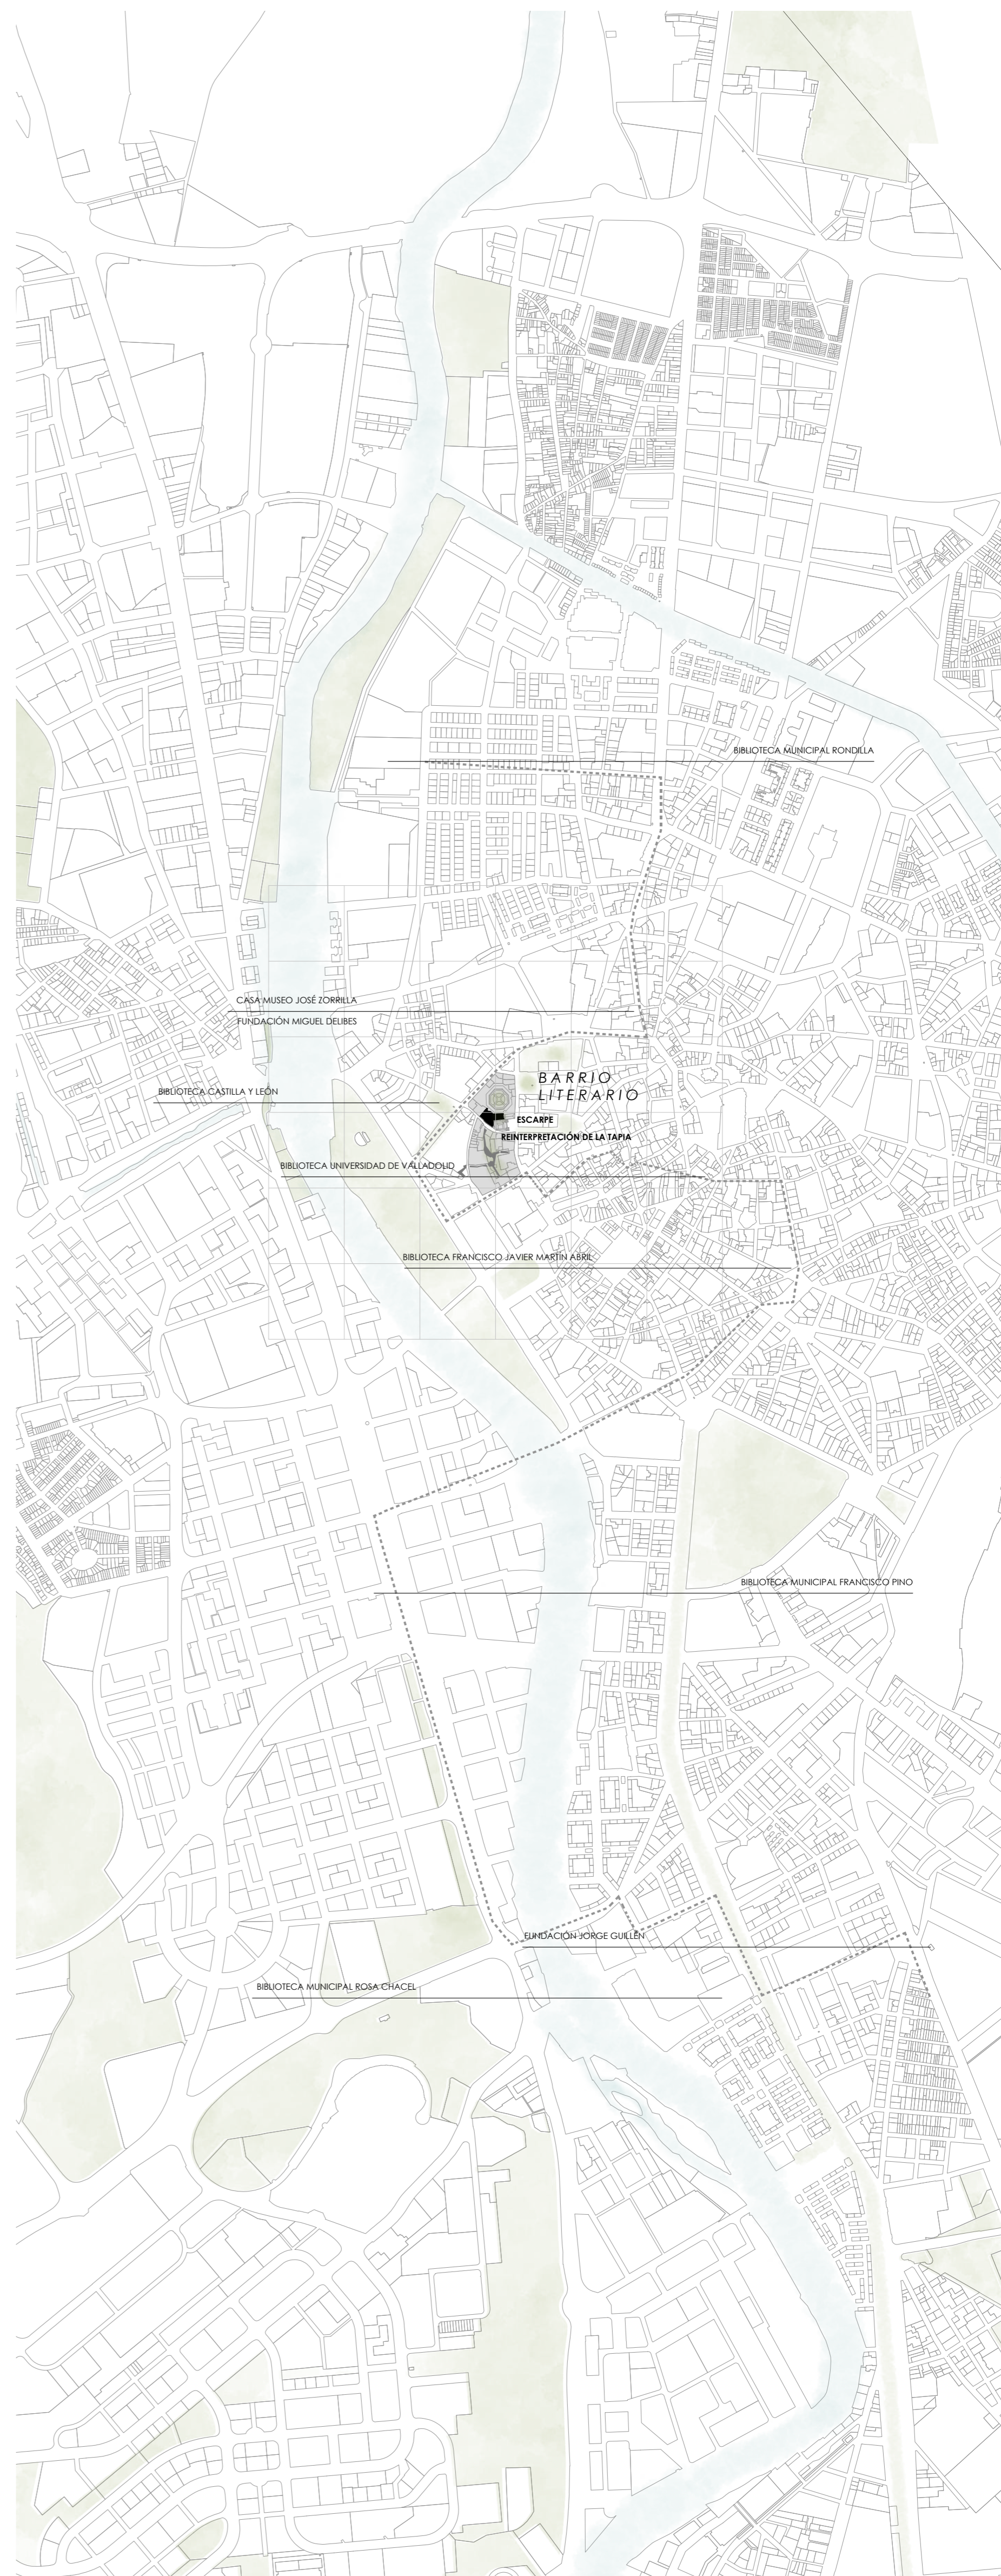 BIBLIOTECA MUNICIPAL RONDILLA
CASA MUSEO JOSÉ ZORRILLA
FUNDACIÓN MIGUEL DELIBES
BARRIO
LITERARIO
BIBLIOTECA CASTILLA Y LEÓN
ESCARPE
REINTERPRETACIÓN DE LA TAPIA
BIBLIOTECA UNIVERSIDAD DE VALLADOLID
BIBLIOTECA FRANCISCO JAVIER MARTÍN ABRIL
BIBLIOTECA MUNICIPAL FRANCISCO PINO
FUNDACIÓN JORGE GUILLÉN
BIBLIOTECA MUNICIPAL ROSA CHACEL